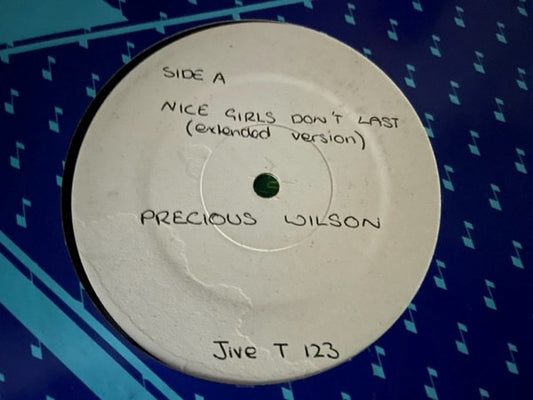 SIDE A
NICE GIRLS DON'T LAST
(extended version)
PRECIOUS WILSON
Jive T 123